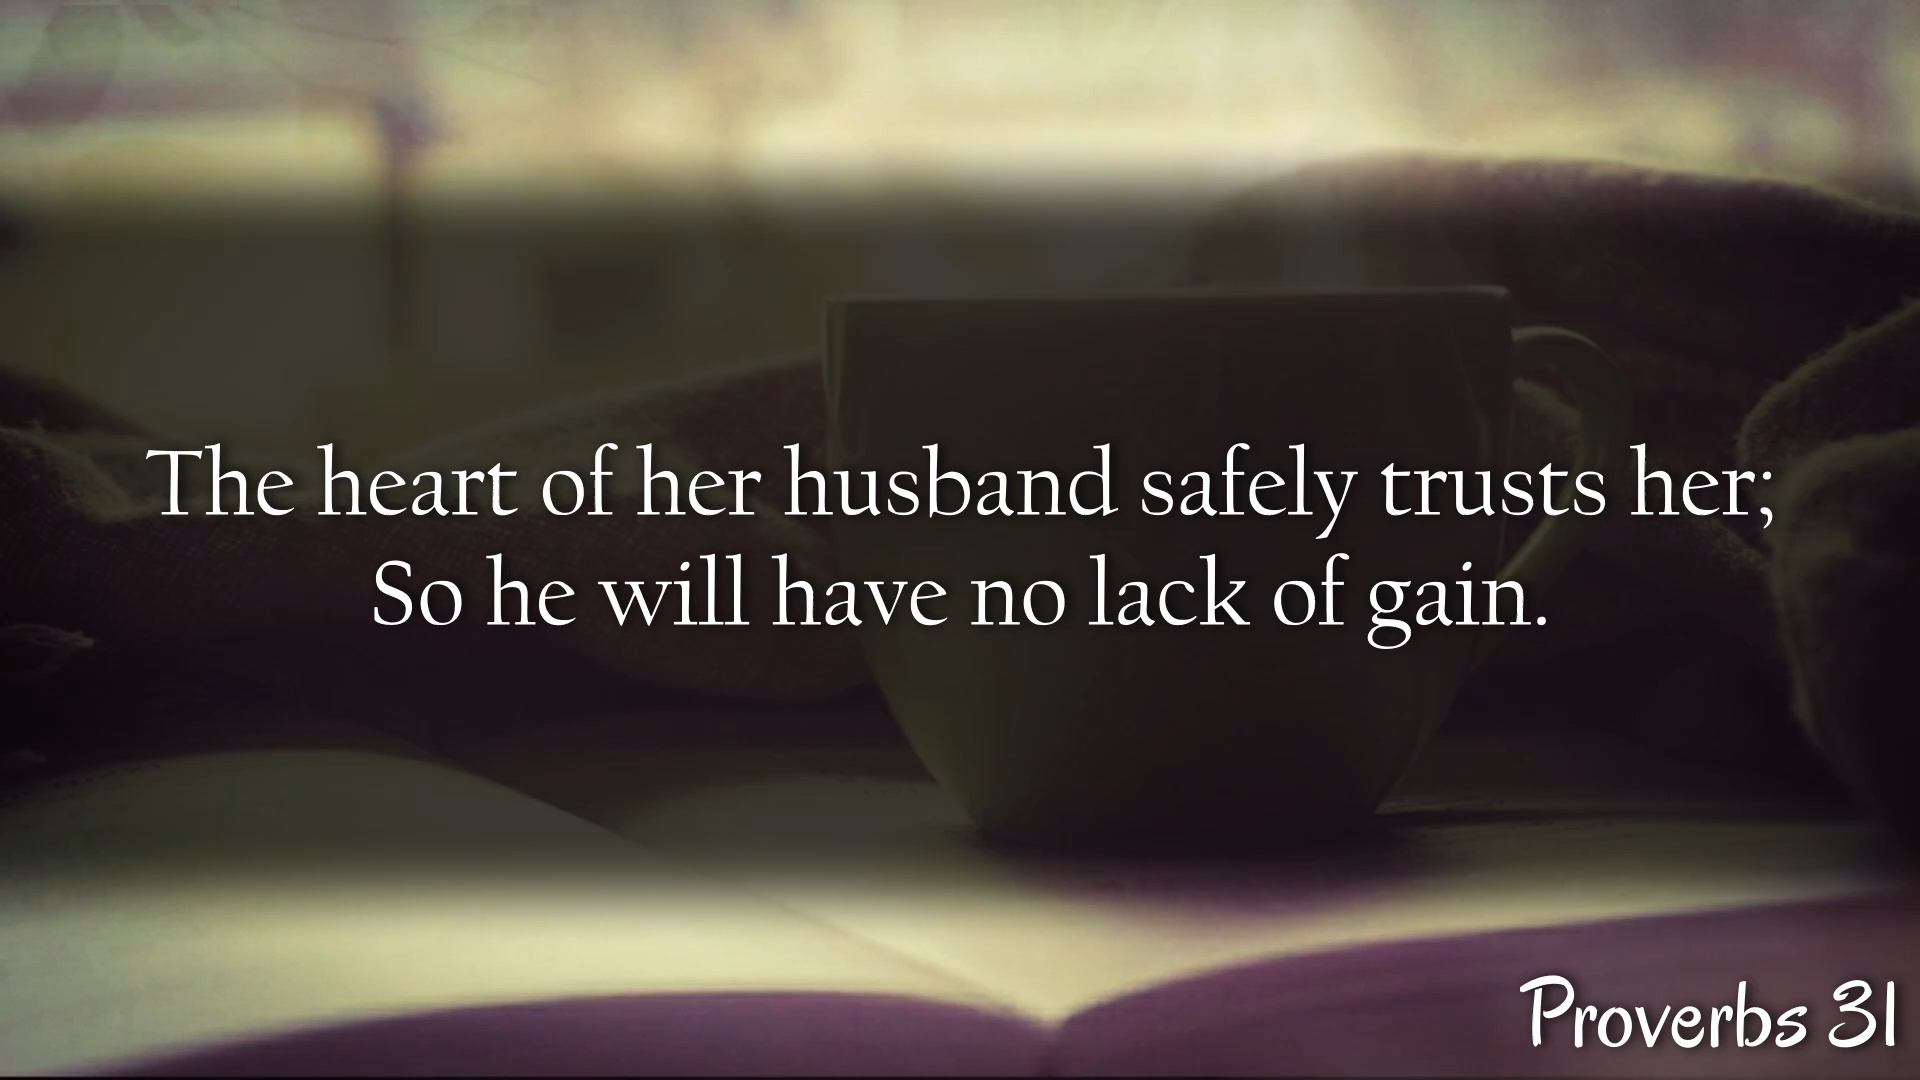 The heart of her husband safely trusts her;
So he will have no lack of gain.
Proverbs 31